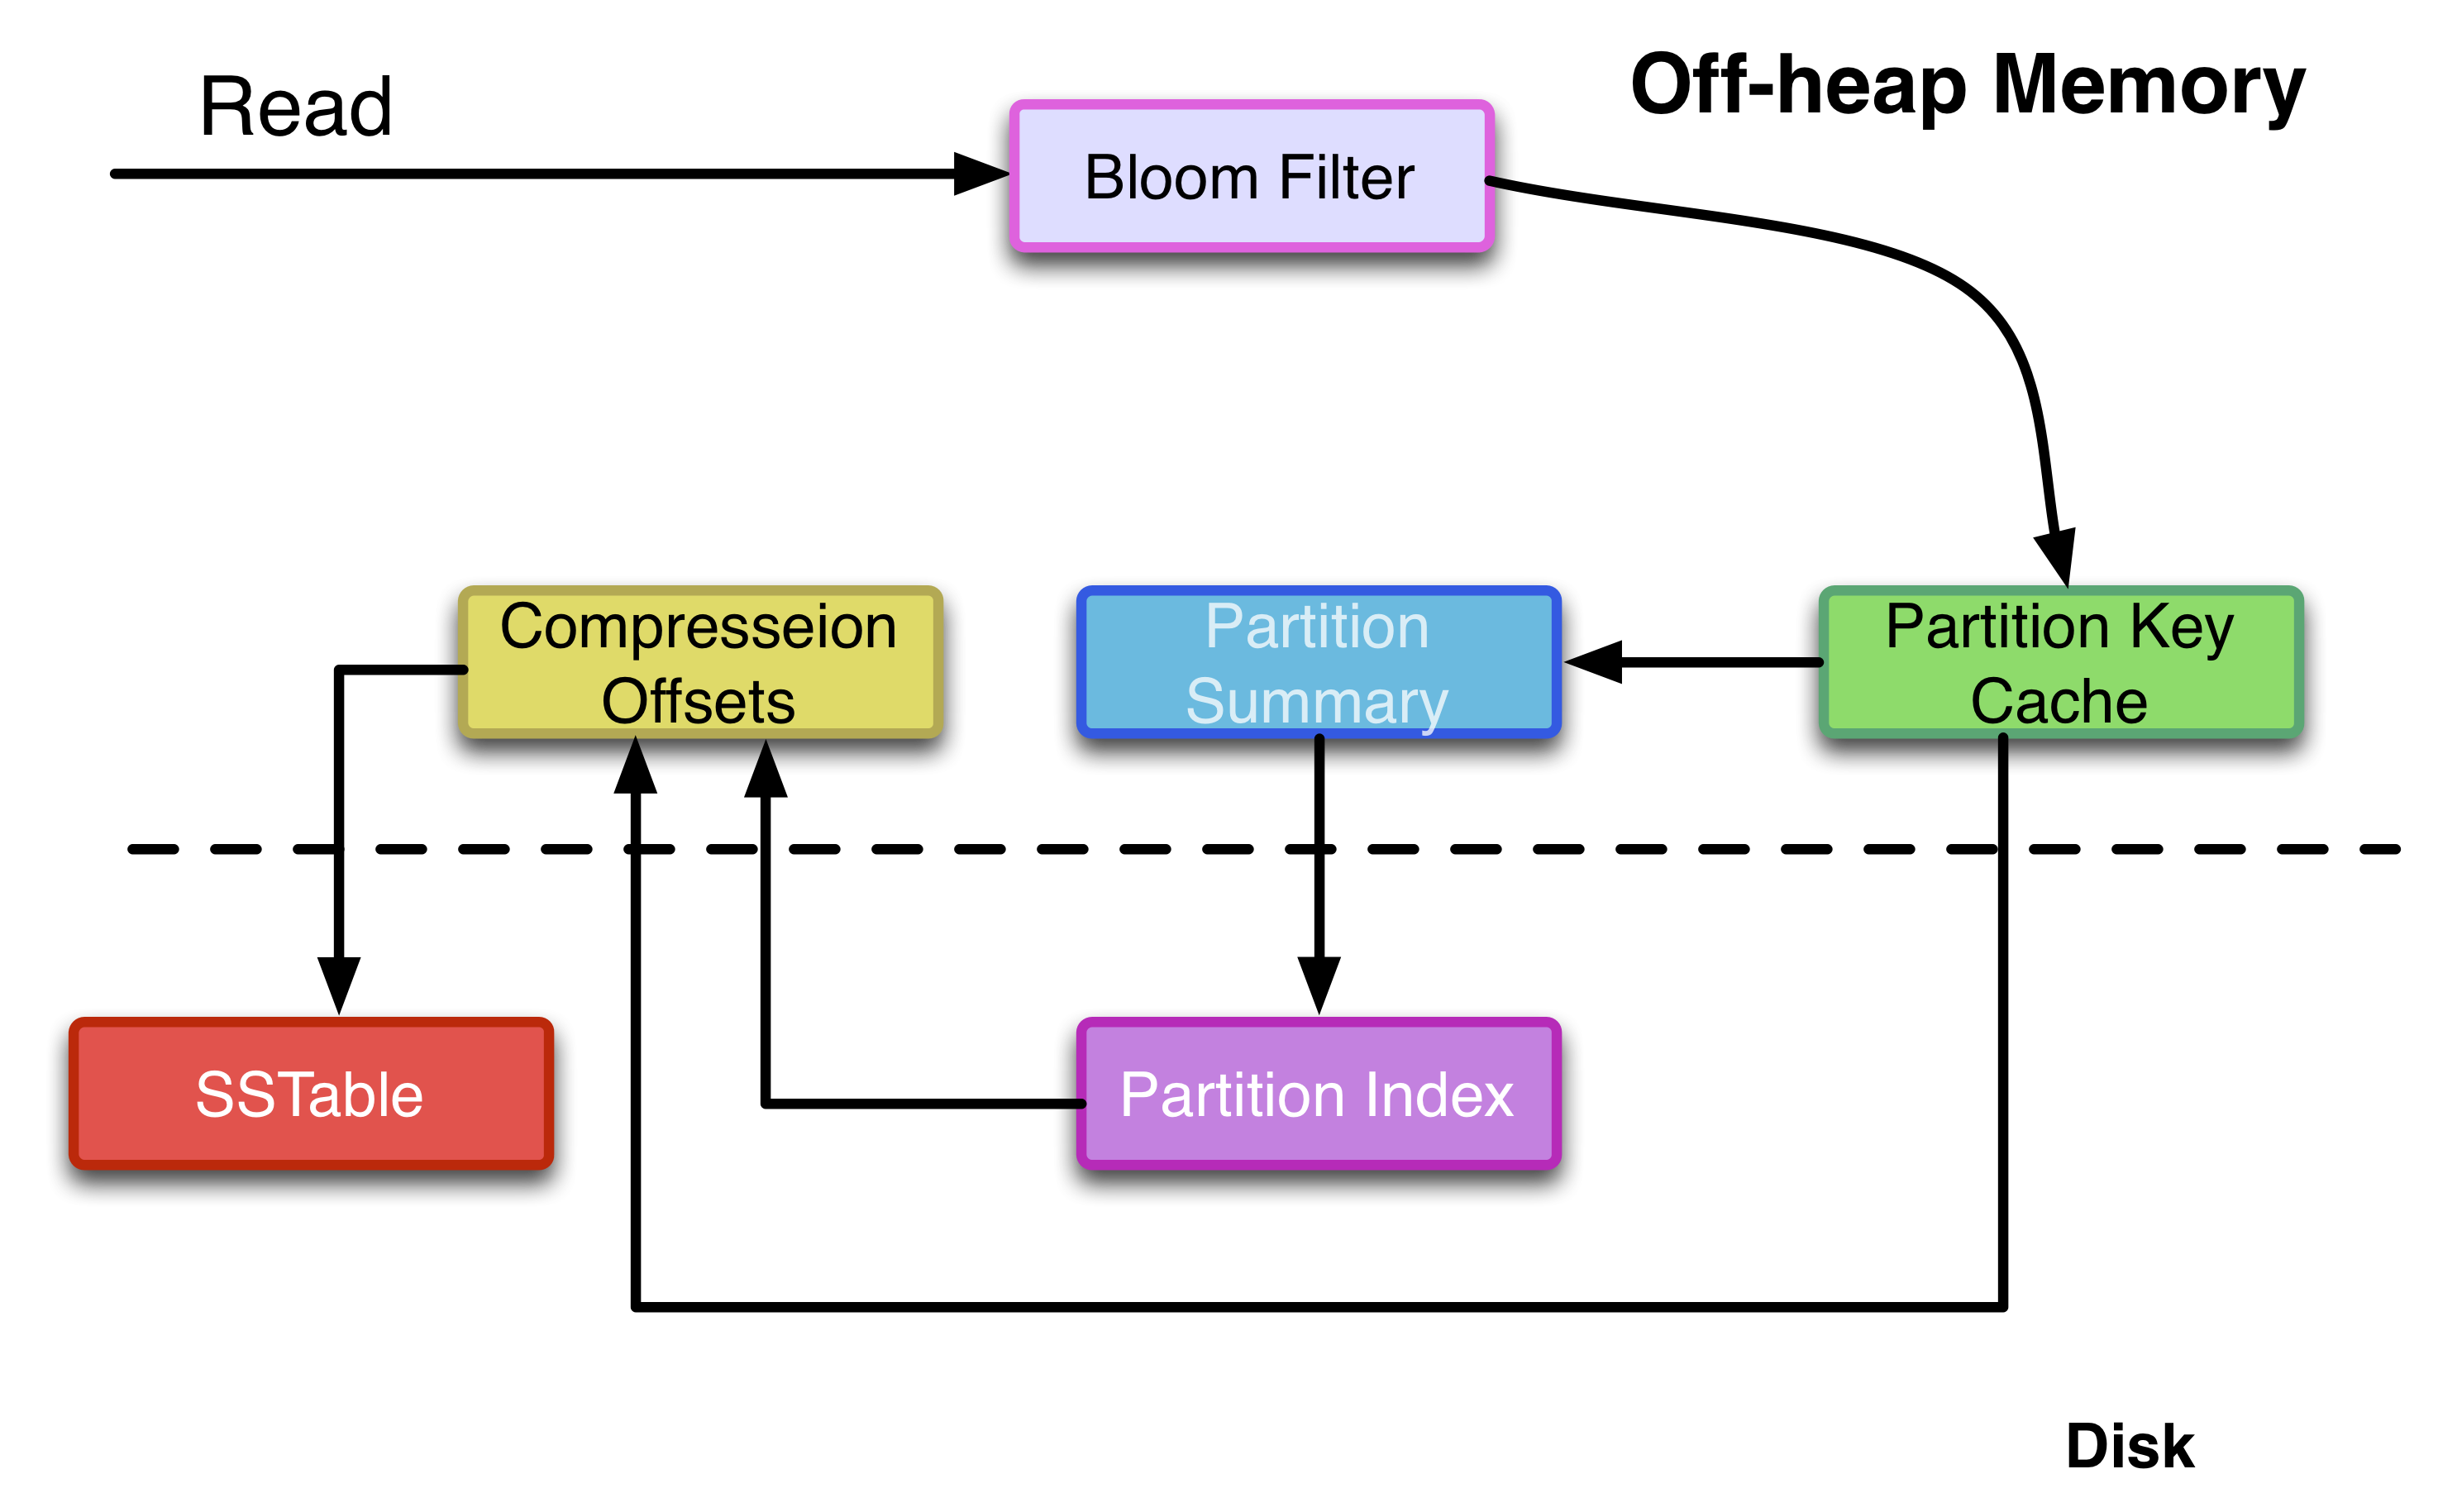 Read
Off-heap Memory
Bloom Filter
Compresseion
Offsets
Partition
Summary
Partition Key
Cache
SSTable
Partition Index
Disk